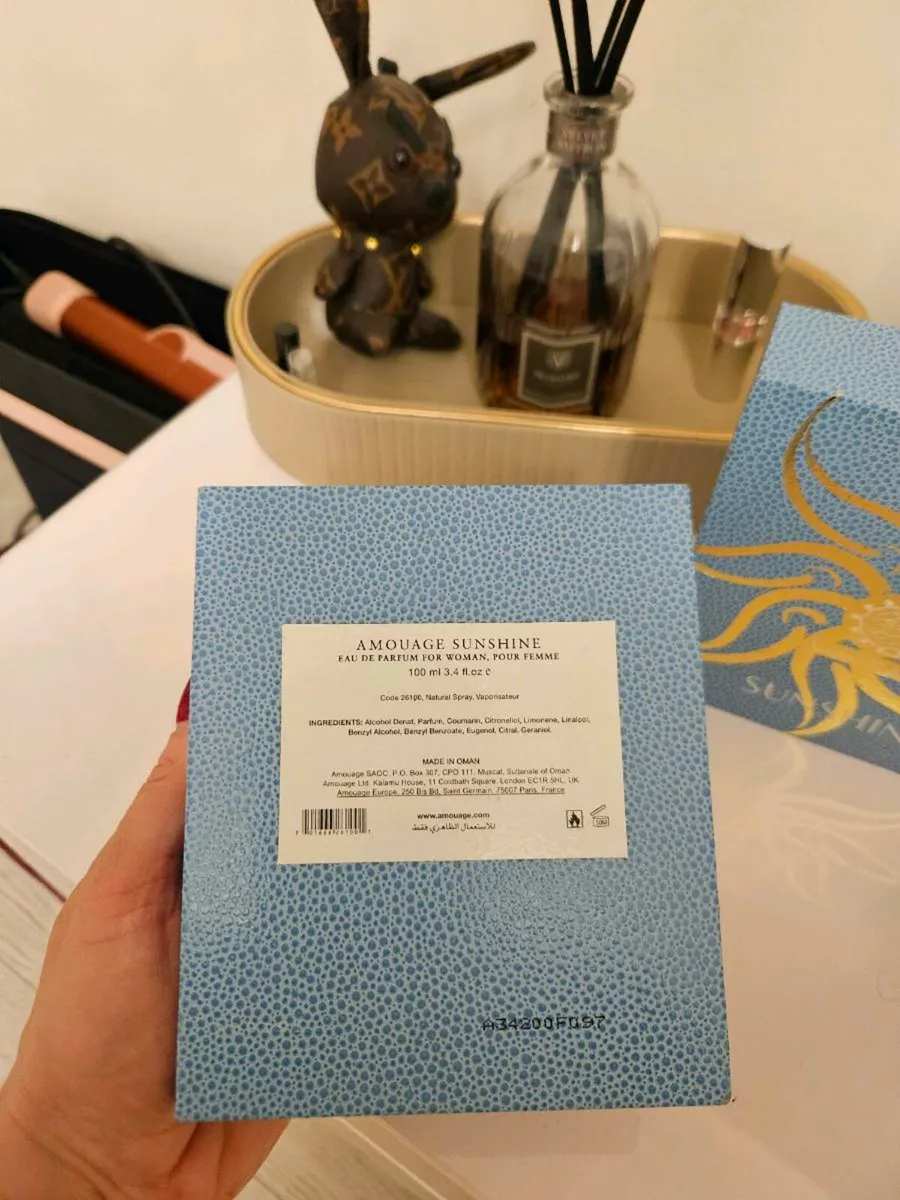 AMOUAGE SUNSHINE
EAU DE PARFUM FOR WOMAN, POUR FEMME
100 ml 3.4 fl.oz ℮
Code 26100, Natural Spray, Vaporisateur
INGREDIENTS: Alcohol Denat, Parfum, Coumarin, Citronellol, Limonene, Linalool,
Benzyl Alcohol, Benzyl Benzoate, Eugenol, Citral, Geraniol.
MADE IN OMAN
Amouage SAOC, P.O. Box 307, CPO 111, Muscat, Sultanate of Oman
Amouage Ltd. Kalamu House, 11 Coldbath Square, London EC1R 5HL, UK
Amouage Europe, 250 Bis Bd, Saint Germain, 75007 Paris, France
www.amouage.com
للاستعمال الظاهري فقط
A34200F097
SUNSHIN